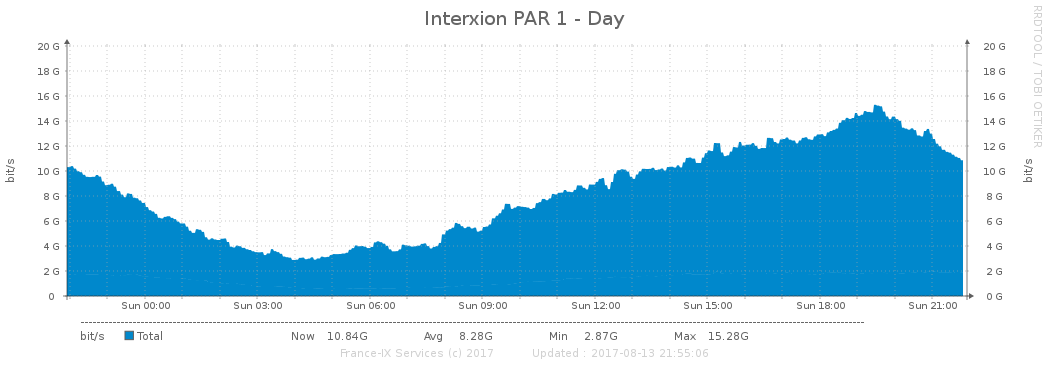 Interxion PAR 1 - Day
RRDTOOL / TOBI OETIKER
bit/s
20 G 20 G
18 G 18 G
16 G 16 G
14 G 14 G
12 G 12 G
10 G 10 G
8 G 8 G
6 G 6 G
4 G 4 G
2 G 2 G
0 0 G
bit/s
Sun 00:00 Sun 03:00 Sun 06:00 Sun 09:00 Sun 12:00 Sun 15:00 Sun 18:00 Sun 21:00
bit/s Total Now 10.84G Avg 8.28G Min 2.87G Max 15.28G
France-IX Services (c) 2017 Updated : 2017-08-13 21:55:06